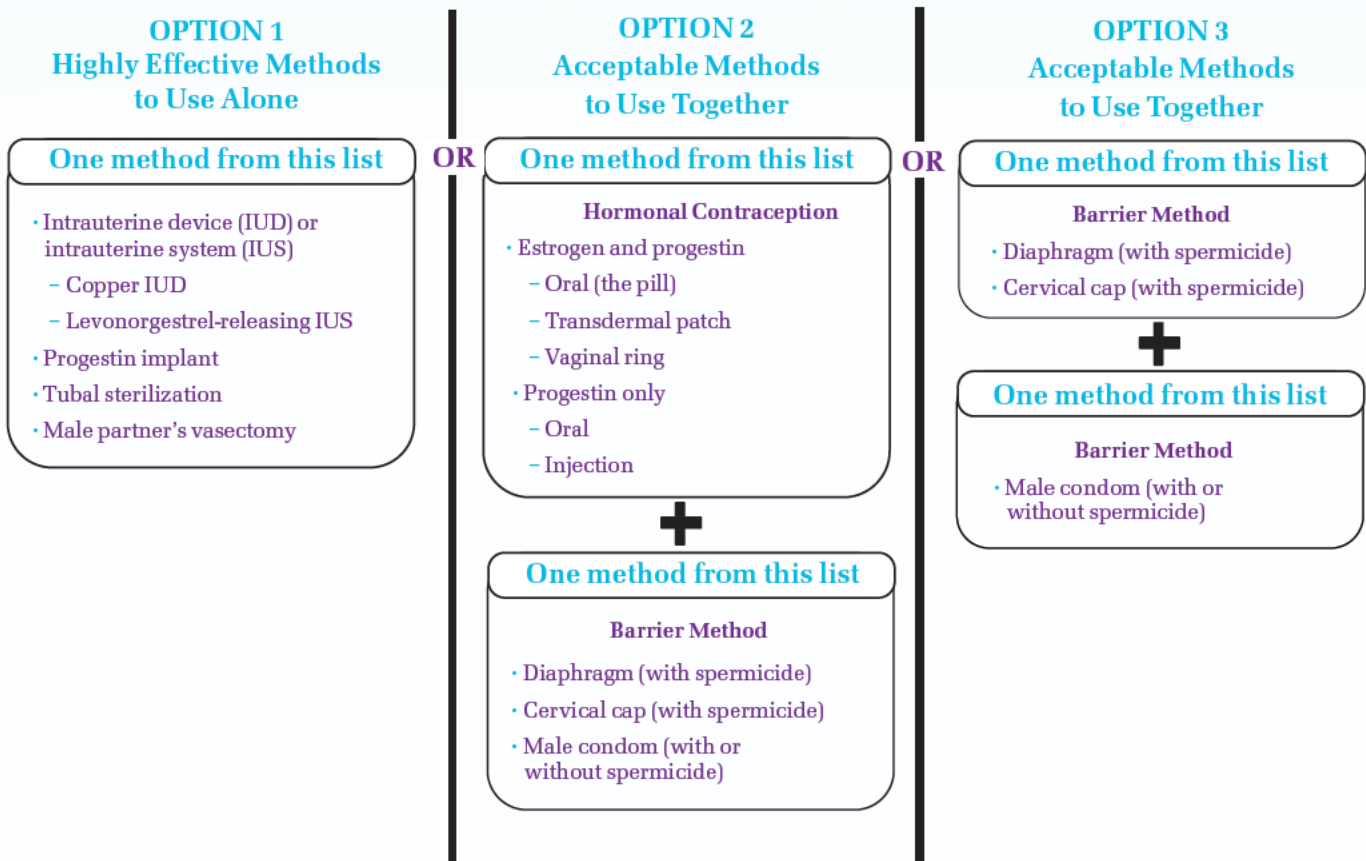 OPTION 1
Highly Effective Methods
to Use Alone
One method from this list
· Intrauterine device (IUD) or
intrauterine system (IUS)
– Copper IUD
– Levonorgestrel-releasing IUS
· Progestin implant
· Tubal sterilization
· Male partner's vasectomy
OR
OPTION 2
Acceptable Methods
to Use Together
One method from this list
Hormonal Contraception
· Estrogen and progestin
– Oral (the pill)
– Transdermal patch
– Vaginal ring
· Progestin only
– Oral
– Injection
+
One method from this list
Barrier Method
· Diaphragm (with spermicide)
· Cervical cap (with spermicide)
· Male condom (with or
without spermicide)
OR
OPTION 3
Acceptable Methods
to Use Together
One method from this list
Barrier Method
· Diaphragm (with spermicide)
· Cervical cap (with spermicide)
+
One method from this list
Barrier Method
· Male condom (with or
without spermicide)